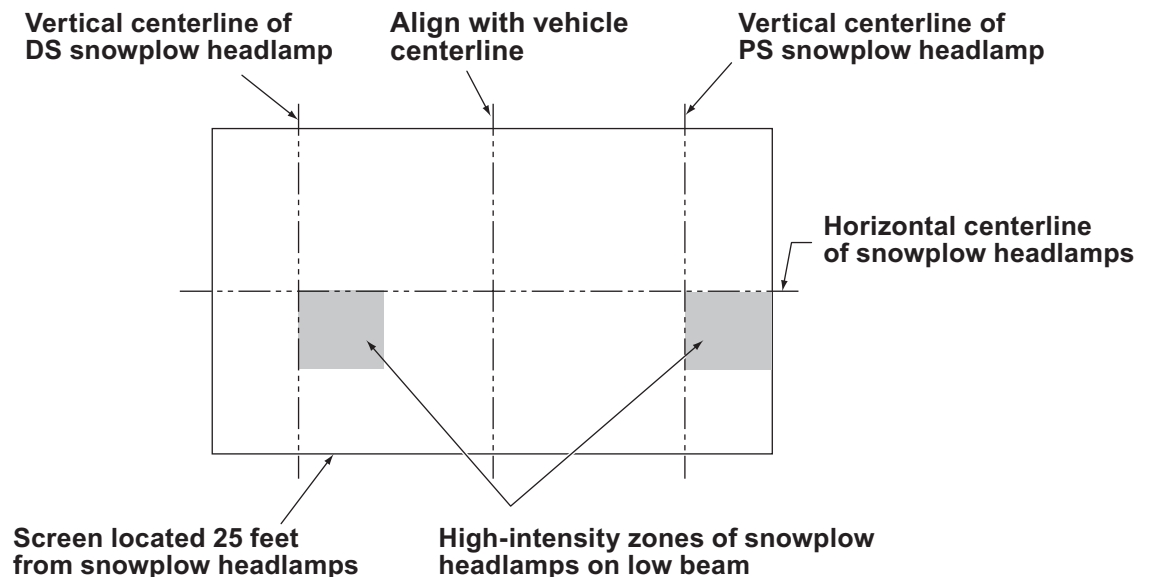 Vertical centerline of
DS snowplow headlamp
Align with vehicle
centerline
Vertical centerline of
PS snowplow headlamp
Horizontal centerline
of snowplow headlamps
Screen located 25 feet
from snowplow headlamps
High-intensity zones of snowplow
headlamps on low beam